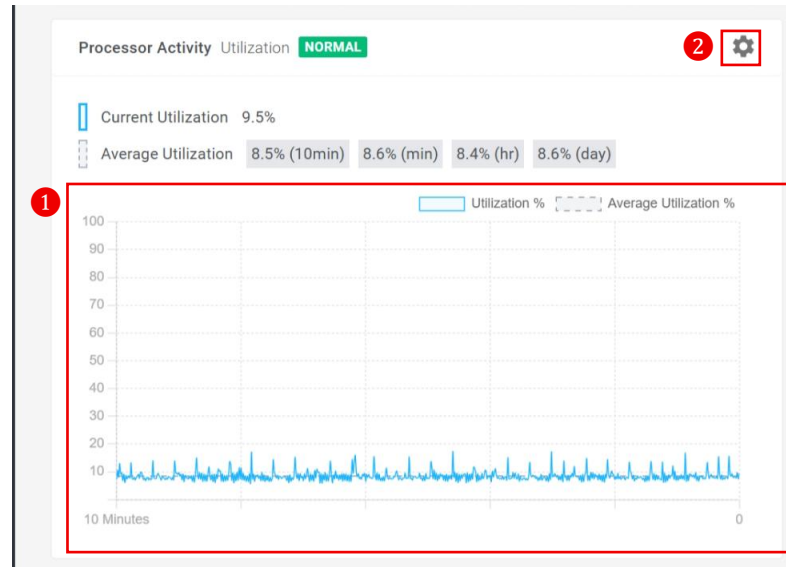 Processor Activity Utilization NORMAL 2
Current Utilization 9.5%
Average Utilization 8.5% (10min) 8.6% (min) 8.4% (hr) 8.6% (day)
1
Utilization % Average Utilization %
100
90
80
70
60
50
40
30
20
10
10 Minutes 0